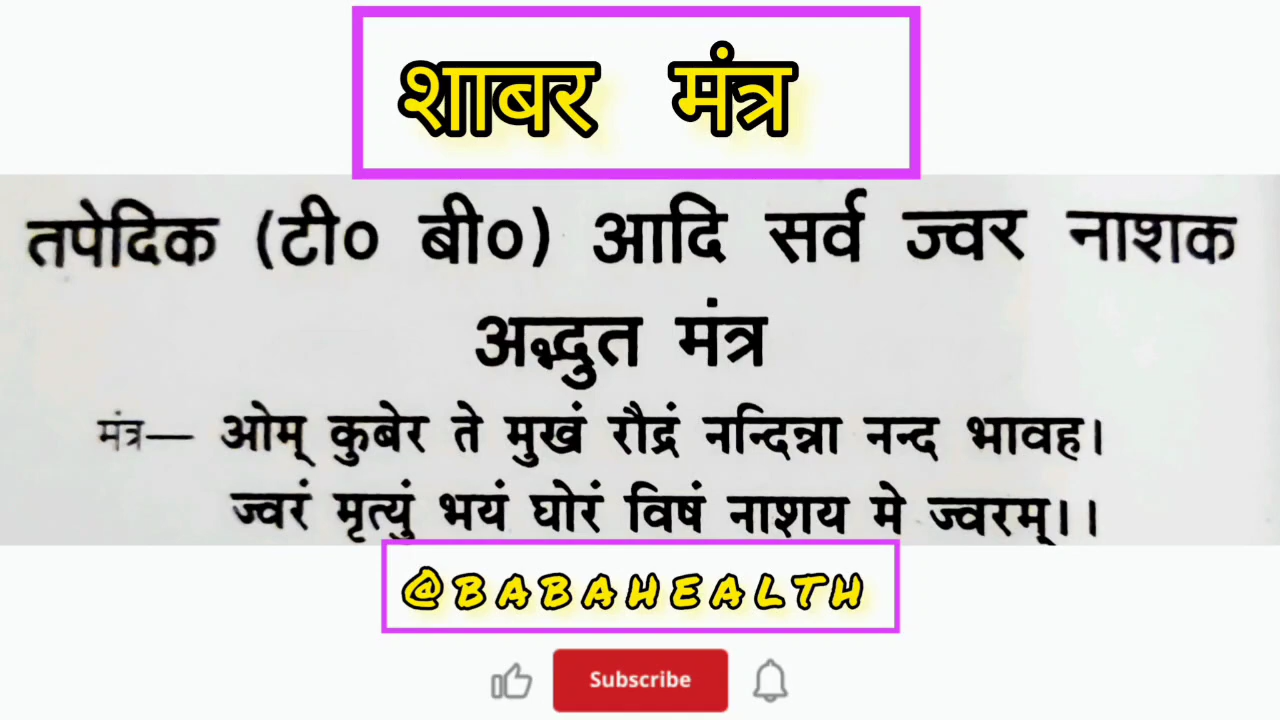 शाबर मंत्र
तपेदिक (टी० बी०) आदि सर्व ज्वर नाशक
अद्भुत मंत्र
मंत्र— ओम् कुबेर ते मुखं रौद्रं नन्दिन्ना नन्द भावह।
ज्वरं मृत्युं भयं घोरं विषं नाशय मे ज्वरम्।।
@BABAHEALTH
Subscribe